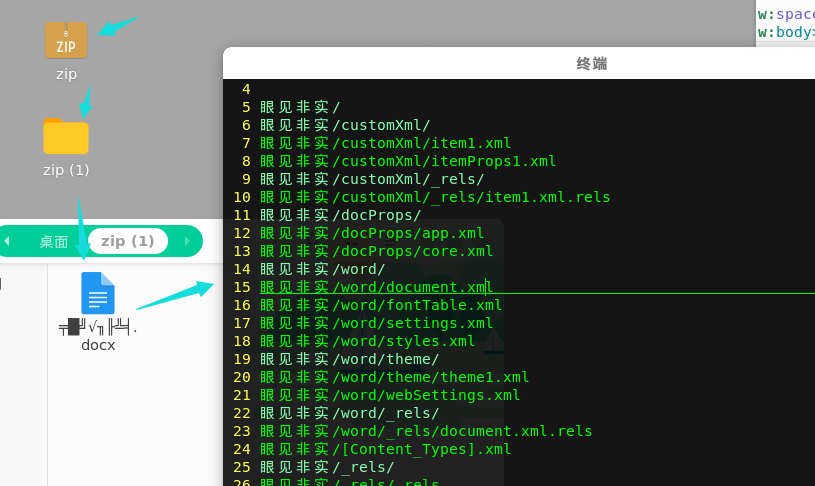 w:space
w:body>
ZIP
zip
zip (1)
桌面
zip (1)
.
docx
终端
4
5 眼见非实/
6 眼见非实/customXml/
7 眼见非实/customXml/item1.xml
8 眼见非实/customXml/itemProps1.xml
9 眼见非实/customXml/_rels/
10 眼见非实/customXml/_rels/item1.xml.rels
11 眼见非实/docProps/
12 眼见非实/docProps/app.xml
13 眼见非实/docProps/core.xml
14 眼见非实/word/
15 眼见非实/word/document.xml
16 眼见非实/word/fontTable.xml
17 眼见非实/word/settings.xml
18 眼见非实/word/styles.xml
19 眼见非实/word/theme/
20 眼见非实/word/theme/theme1.xml
21 眼见非实/word/webSettings.xml
22 眼见非实/word/_rels/
23 眼见非实/word/_rels/document.xml.rels
24 眼见非实/[Content_Types].xml
25 眼见非实/_rels/
26 眼见非实/_rels/.rels